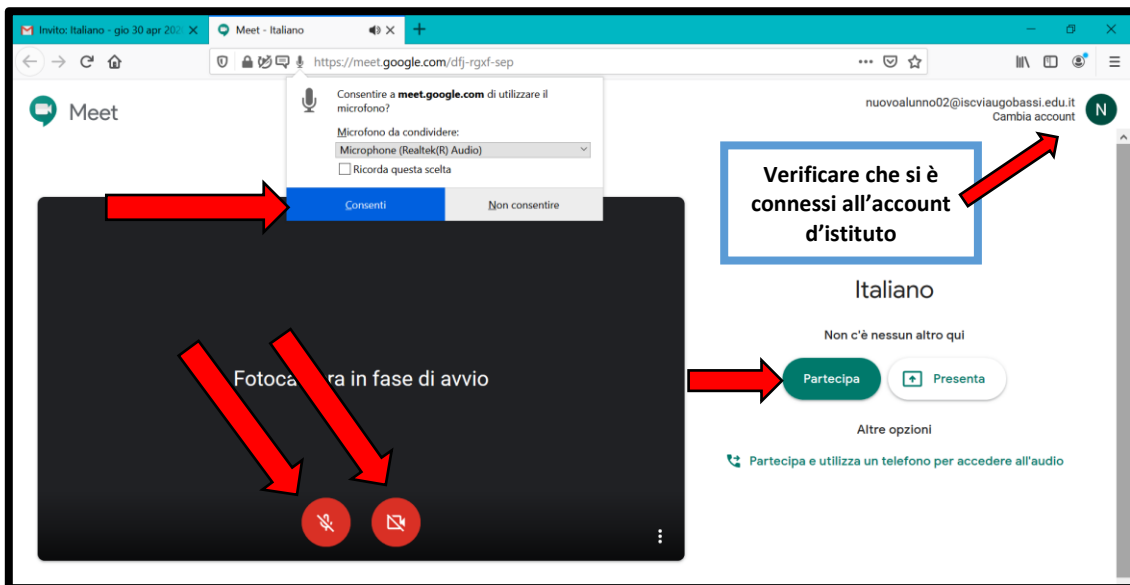 Invito: Italiano - gio 30 apr 202
Meet - Italiano
https://meet.google.com/dfj-rgxf-sep
Meet
Consentire a meet.google.com di utilizzare il
microfono?
Microfono da condividere:
Microphone (Realtek(R) Audio)
Ricorda questa scelta
Consenti
Non consentire
nuovoalunno02@iscviaugobassi.edu.it
Cambia account
N
Verificare che si è
connessi all'account
d'istituto
Fotoca ra in fase di avvio
Italiano
Non c'è nessun altro qui
Partecipa
Presenta
Altre opzioni
Partecipa e utilizza un telefono per accedere all'audio